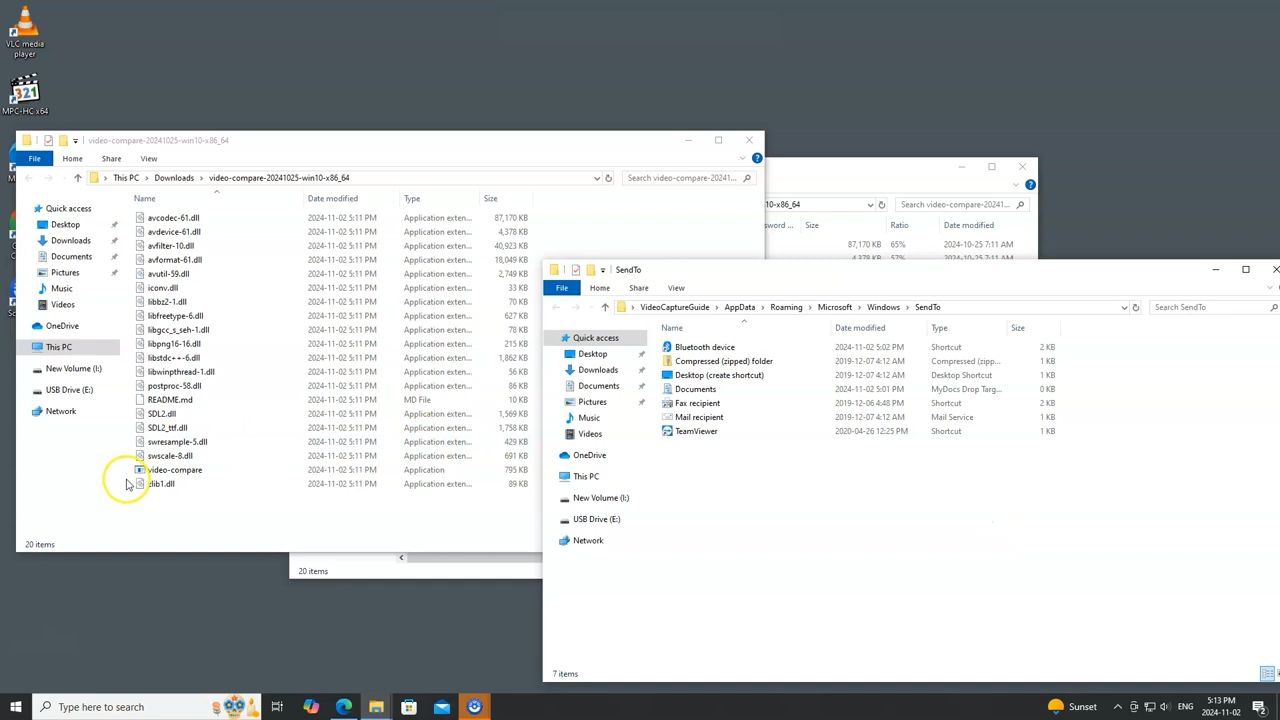 VLC media
player
MPC-HC x64
video-compare-20241025-win10-x86_64
File
Home
Share
View
This PC
Downloads
video-compare-20241025-win10-x86_64
Search video-compare-20241...
Name
Date modified
Type
Size
Quick access
Desktop
Downloads
Documents
Pictures
Music
Videos
OneDrive
This PC
New Volume (I:)
USB Drive (E:)
Network
avcodec-61.dll 2024-11-02 5:11 PM Application exten... 87,170 KB
avdevice-61.dll 2024-11-02 5:11 PM Application exten... 4,378 KB
avfilter-10.dll 2024-11-02 5:11 PM Application exten... 40,923 KB
avformat-61.dll 2024-11-02 5:11 PM Application exten... 18,049 KB
avutil-59.dll 2024-11-02 5:11 PM Application exten... 2,749 KB
iconv.dll 2024-11-02 5:11 PM Application exten... 33 KB
libbz2-1.dll 2024-11-02 5:11 PM Application exten... 70 KB
libfreetype-6.dll 2024-11-02 5:11 PM Application exten... 627 KB
libgcc_s_seh-1.dll 2024-11-02 5:11 PM Application exten... 78 KB
libpng16-16.dll 2024-11-02 5:11 PM Application exten... 215 KB
libstdc++-6.dll 2024-11-02 5:11 PM Application exten... 1,862 KB
libwinpthread-1.dll 2024-11-02 5:11 PM Application exten... 56 KB
postproc-58.dll 2024-11-02 5:11 PM Application exten... 86 KB
README.md 2024-11-02 5:11 PM MD File 10 KB
SDL2.dll 2024-11-02 5:11 PM Application exten... 1,569 KB
SDL2_ttf.dll 2024-11-02 5:11 PM Application exten... 1,758 KB
swresample-5.dll 2024-11-02 5:11 PM Application exten... 429 KB
swscale-8.dll 2024-11-02 5:11 PM Application exten... 691 KB
video-compare 2024-11-02 5:11 PM Application 795 KB
zlib1.dll 2024-11-02 5:11 PM Application exten... 89 KB
20 items
10-x86_64
Search video-compare-20241...
sword ...
Size
Ratio
Date modified
87,170 KB 65% 2024-10-25 7:11 AM
4,378 KB 57% 2024-10-25 7:11 AM
20 items
SendTo
File
Home
Share
View
VideoCaptureGuide
AppData
Roaming
Microsoft
Windows
SendTo
Search SendTo
Name
Date modified
Type
Size
Quick access
Desktop
Downloads
Documents
Pictures
Music
Videos
OneDrive
This PC
New Volume (I:)
USB Drive (E:)
Network
Bluetooth device 2024-11-02 5:02 PM Shortcut 2 KB
Compressed (zipped) folder 2019-12-07 4:12 AM Compressed (zipp... 1 KB
Desktop (create shortcut) 2019-12-07 4:12 AM Desktop Shortcut 1 KB
Documents 2024-11-02 5:01 PM MyDocs Drop Targ... 0 KB
Fax recipient 2019-12-06 4:48 PM Shortcut 2 KB
Mail recipient 2019-12-07 4:12 AM Mail Service 1 KB
TeamViewer 2020-04-26 12:25 PM Shortcut 1 KB
7 items
Type here to search
Sunset
ENG
5:13 PM
2024-11-02